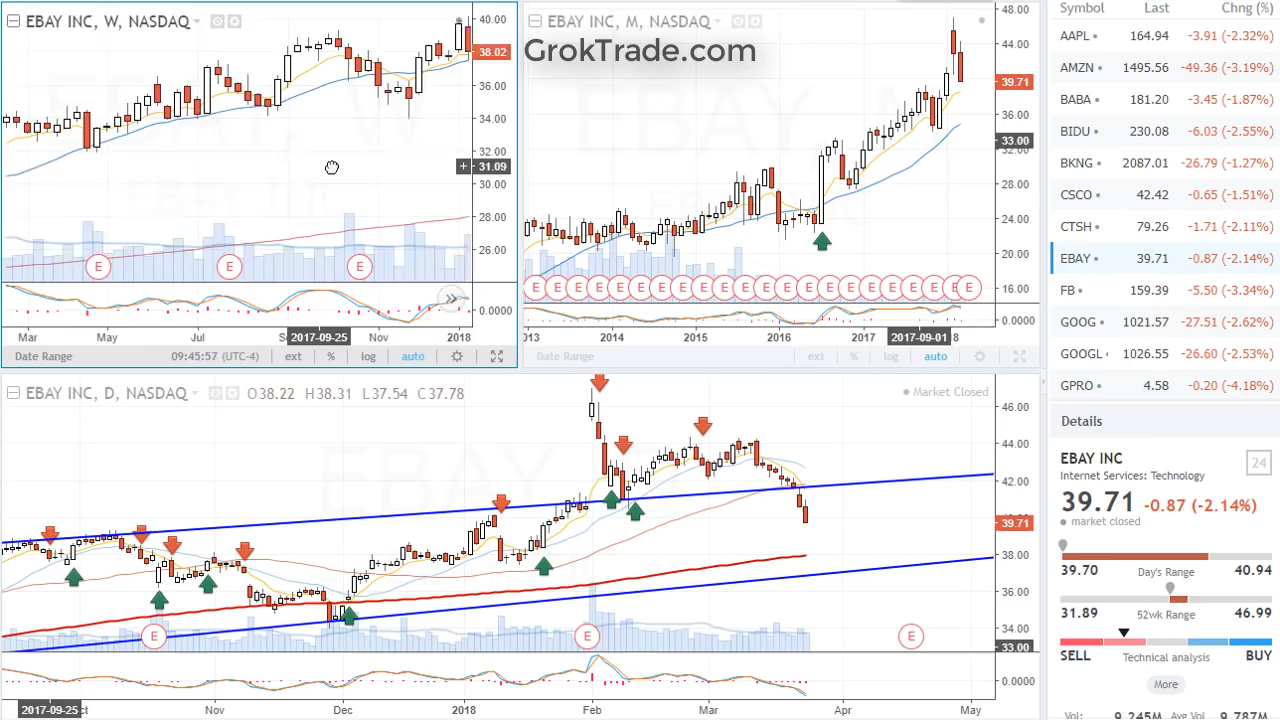 EBAY INC, W, NASDAQ
40.00
38.02
36.00
34.00
32.00
31.09
30.00
28.00
26.00
E E E
0.0000
Mar May Jul Nov 2018
2017-09-25
Date Range 09:45:57 (UTC-4) ext % log auto
EBAY INC, M, NASDAQ
GrokTrade.com
48.00
44.00
39.71
36.00
33.00
32.00
28.00
24.00
20.00
16.00
E E E E E E E E E E E E E E E E E E E E E
0.0000
2013 2014 2015 2016 2017 2017-09-01 8
Date Range ext % log auto
EBAY INC, D, NASDAQ O38.22 H38.31 L37.54 C37.78
Market Closed
46.00
44.00
42.00
39.71
38.00
36.00
34.00
33.00
E E E
0.0000
2017-09-25 Nov Dec 2018 Feb Mar Apr May
Symbol Last Chng (%)
AAPL 164.94 -3.91 (-2.32%)
AMZN 1495.56 -49.36 (-3.19%)
BABA 181.20 -3.45 (-1.87%)
BIDU 230.08 -6.03 (-2.55%)
BKNG 2087.01 -26.79 (-1.27%)
CSCO 42.42 -0.65 (-1.51%)
CTSH 79.26 -1.71 (-2.11%)
EBAY 39.71 -0.87 (-2.14%)
FB 159.39 -5.50 (-3.34%)
GOOG 1021.57 -27.51 (-2.62%)
GOOGL 1026.55 -26.60 (-2.53%)
GPRO 4.58 -0.20 (-4.18%)
Details
EBAY INC 24
Internet Services: Technology
39.71 -0.87 (-2.14%)
market closed
39.70 Day's Range 40.94
31.89 52wk Range 46.99
SELL Technical analysis BUY
More
Vol: 9.245M Avg Vol 9.787M